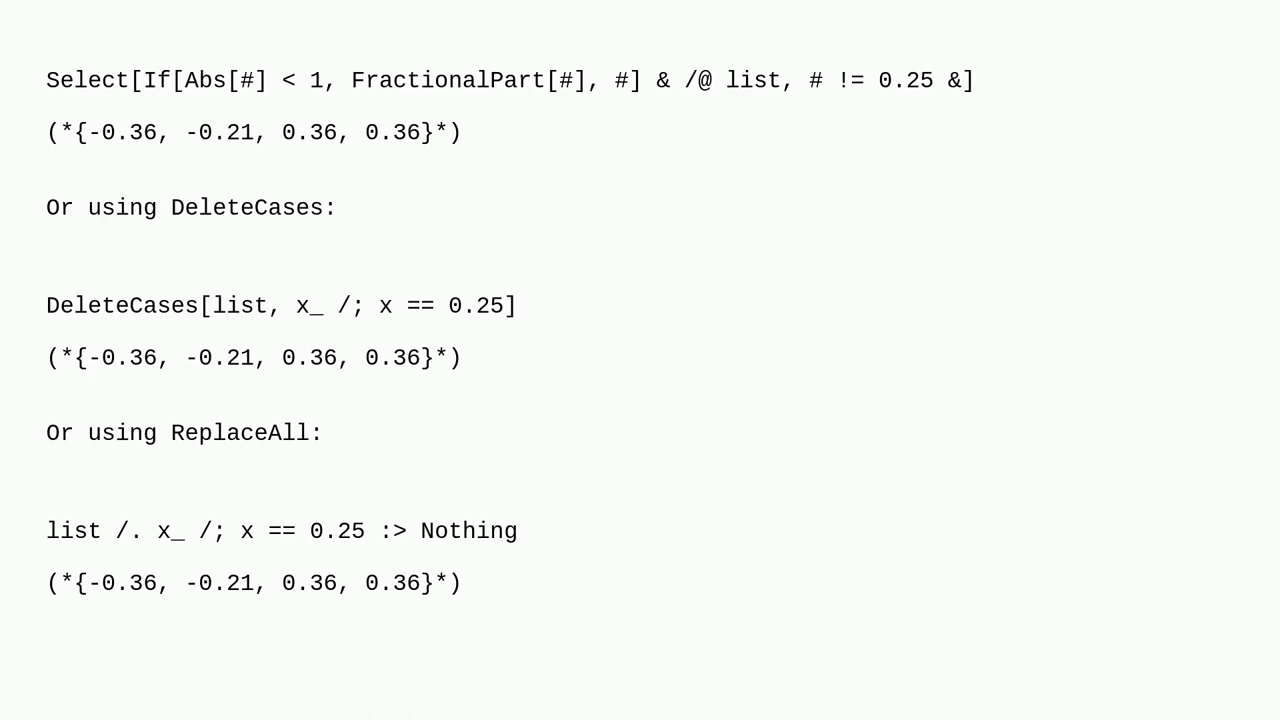 Select[If[Abs[#] < 1, FractionalPart[#], #] & /@ list, # != 0.25 &]
(*{-0.36, -0.21, 0.36, 0.36}*)
Or using DeleteCases:
DeleteCases[list, x_ /; x == 0.25]
(*{-0.36, -0.21, 0.36, 0.36}*)
Or using ReplaceAll:
list /. x_ /; x == 0.25 :> Nothing
(*{-0.36, -0.21, 0.36, 0.36}*)